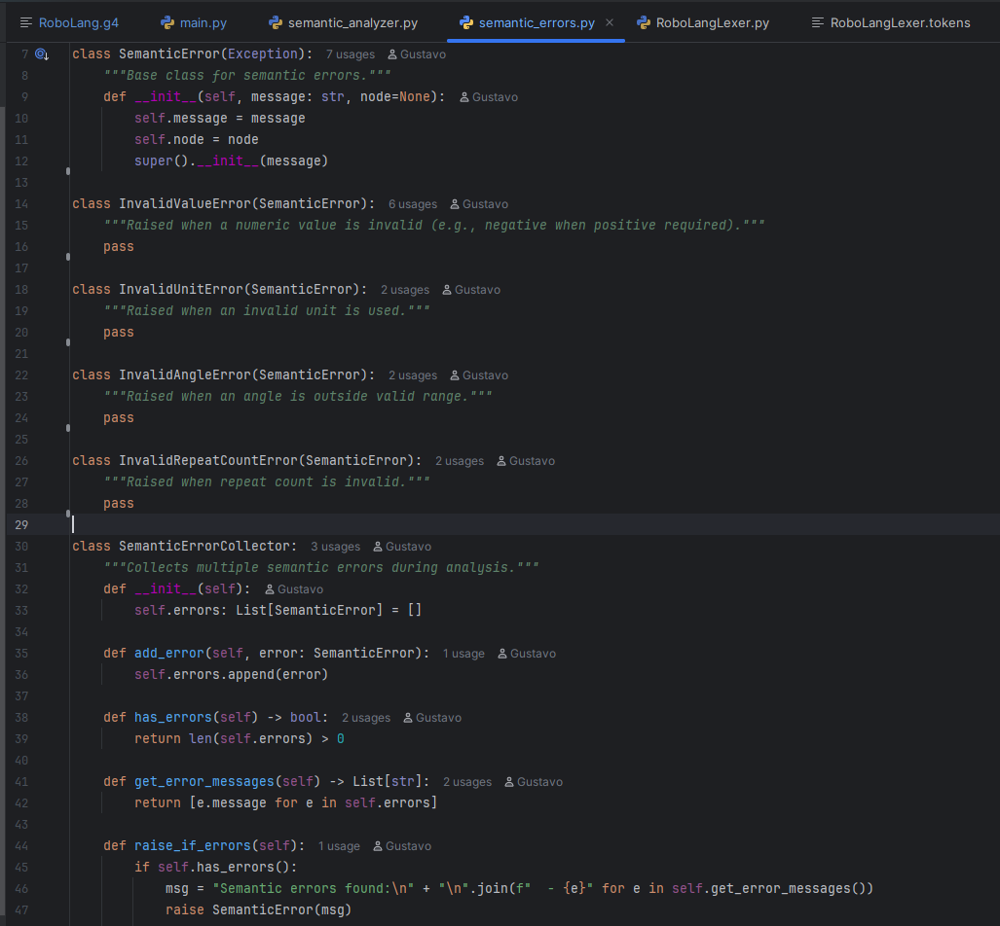 RoboLang.g4 main.py semantic_analyzer.py semantic_errors.py × RoboLangLexer.py RoboLangLexer.tokens
7 class SemanticError(Exception): 7 usages Gustavo
8     """Base class for semantic errors."""
9     def __init__(self, message: str, node=None): Gustavo
10         self.message = message
11         self.node = node
12         super().__init__(message)
13
14 class InvalidValueError(SemanticError): 6 usages Gustavo
15     """Raised when a numeric value is invalid (e.g., negative when positive required)."""
16     pass
17
18 class InvalidUnitError(SemanticError): 2 usages Gustavo
19     """Raised when an invalid unit is used."""
20     pass
21
22 class InvalidAngleError(SemanticError): 2 usages Gustavo
23     """Raised when an angle is outside valid range."""
24     pass
25
26 class InvalidRepeatCountError(SemanticError): 2 usages Gustavo
27     """Raised when repeat count is invalid."""
28     pass
29
30 class SemanticErrorCollector: 3 usages Gustavo
31     """Collects multiple semantic errors during analysis."""
32     def __init__(self): Gustavo
33         self.errors: List[SemanticError] = []
34
35     def add_error(self, error: SemanticError): 1 usage Gustavo
36         self.errors.append(error)
37
38     def has_errors(self) -> bool: 2 usages Gustavo
39         return len(self.errors) > 0
40
41     def get_error_messages(self) -> List[str]: 2 usages Gustavo
42         return [e.message for e in self.errors]
43
44     def raise_if_errors(self): 1 usage Gustavo
45         if self.has_errors():
46             msg = "Semantic errors found:\n" + "\n".join(f"  - {e}" for e in self.get_error_messages())
47             raise SemanticError(msg)